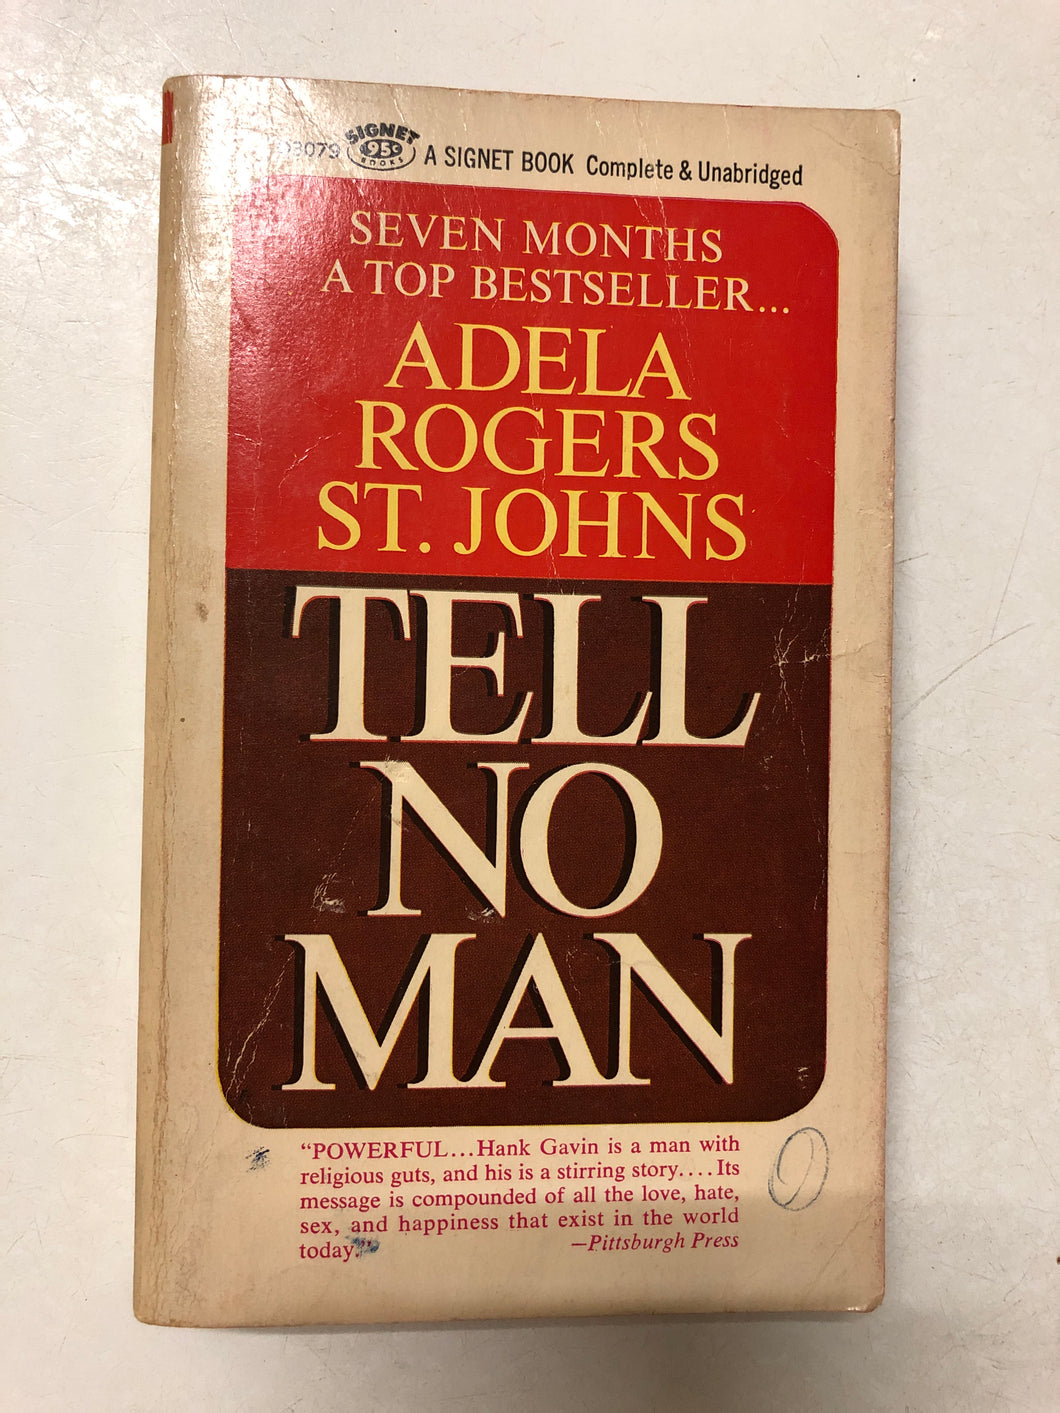 SIGNET
95¢
BOOKS
A SIGNET BOOK Complete & Unabridged
SEVEN MONTHS
A TOP BESTSELLER...
ADELA
ROGERS
ST. JOHNS
TELL
NO
MAN
"POWERFUL...Hank Gavin is a man with
religious guts, and his is a stirring story....Its
message is compounded of all the love, hate,
sex, and happiness that exist in the world
today."
—Pittsburgh Press